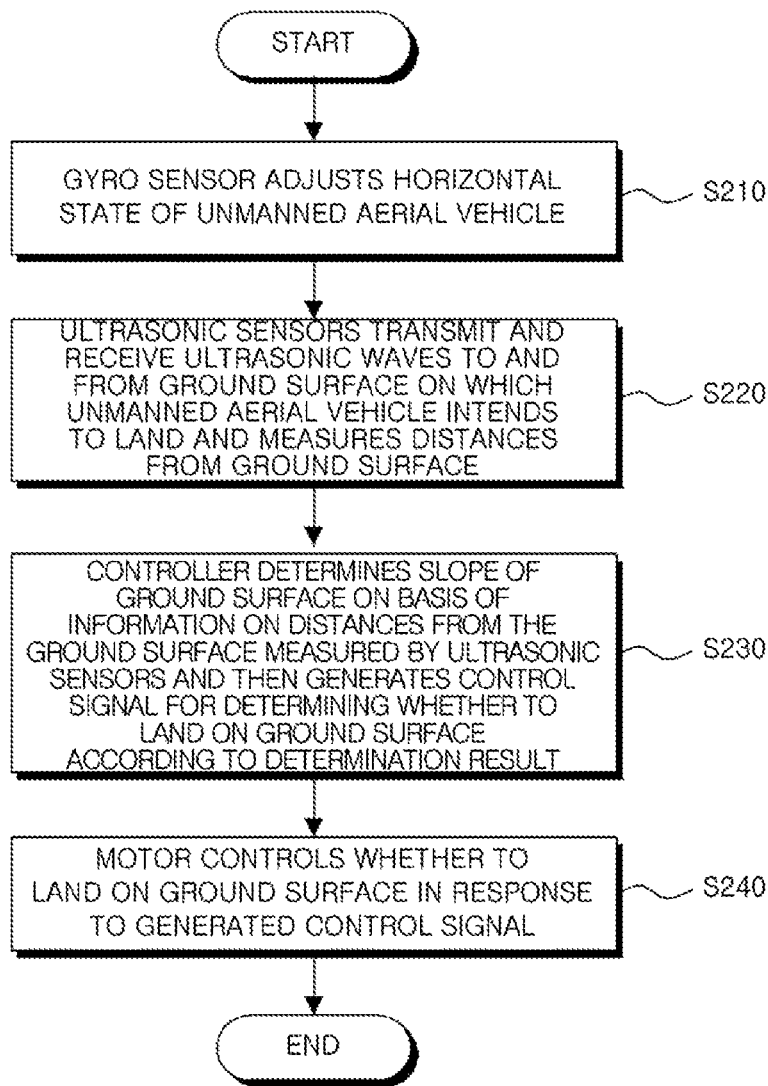 START
GYRO SENSOR ADJUSTS HORIZONTAL
STATE OF UNMANNED AERIAL VEHICLE
S210
ULTRASONIC SENSORS TRANSMIT AND
RECEIVE ULTRASONIC WAVES TO AND
FROM GROUND SURFACE ON WHICH
UNMANNED AERIAL VEHICLE INTENDS
TO LAND AND MEASURES DISTANCES
FROM GROUND SURFACE
S220
CONTROLLER DETERMINES SLOPE OF
GROUND SURFACE ON BASIS OF
INFORMATION ON DISTANCES FROM THE
GROUND SURFACE MEASURED BY ULTRASONIC
SENSORS AND THEN GENERATES CONTROL
SIGNAL FOR DETERMINING WHETHER TO
LAND ON GROUND SURFACE
ACCORDING TO DETERMINATION RESULT
S230
MOTOR CONTROLS WHETHER TO
LAND ON GROUND SURFACE IN RESPONSE
TO GENERATED CONTROL SIGNAL
S240
END